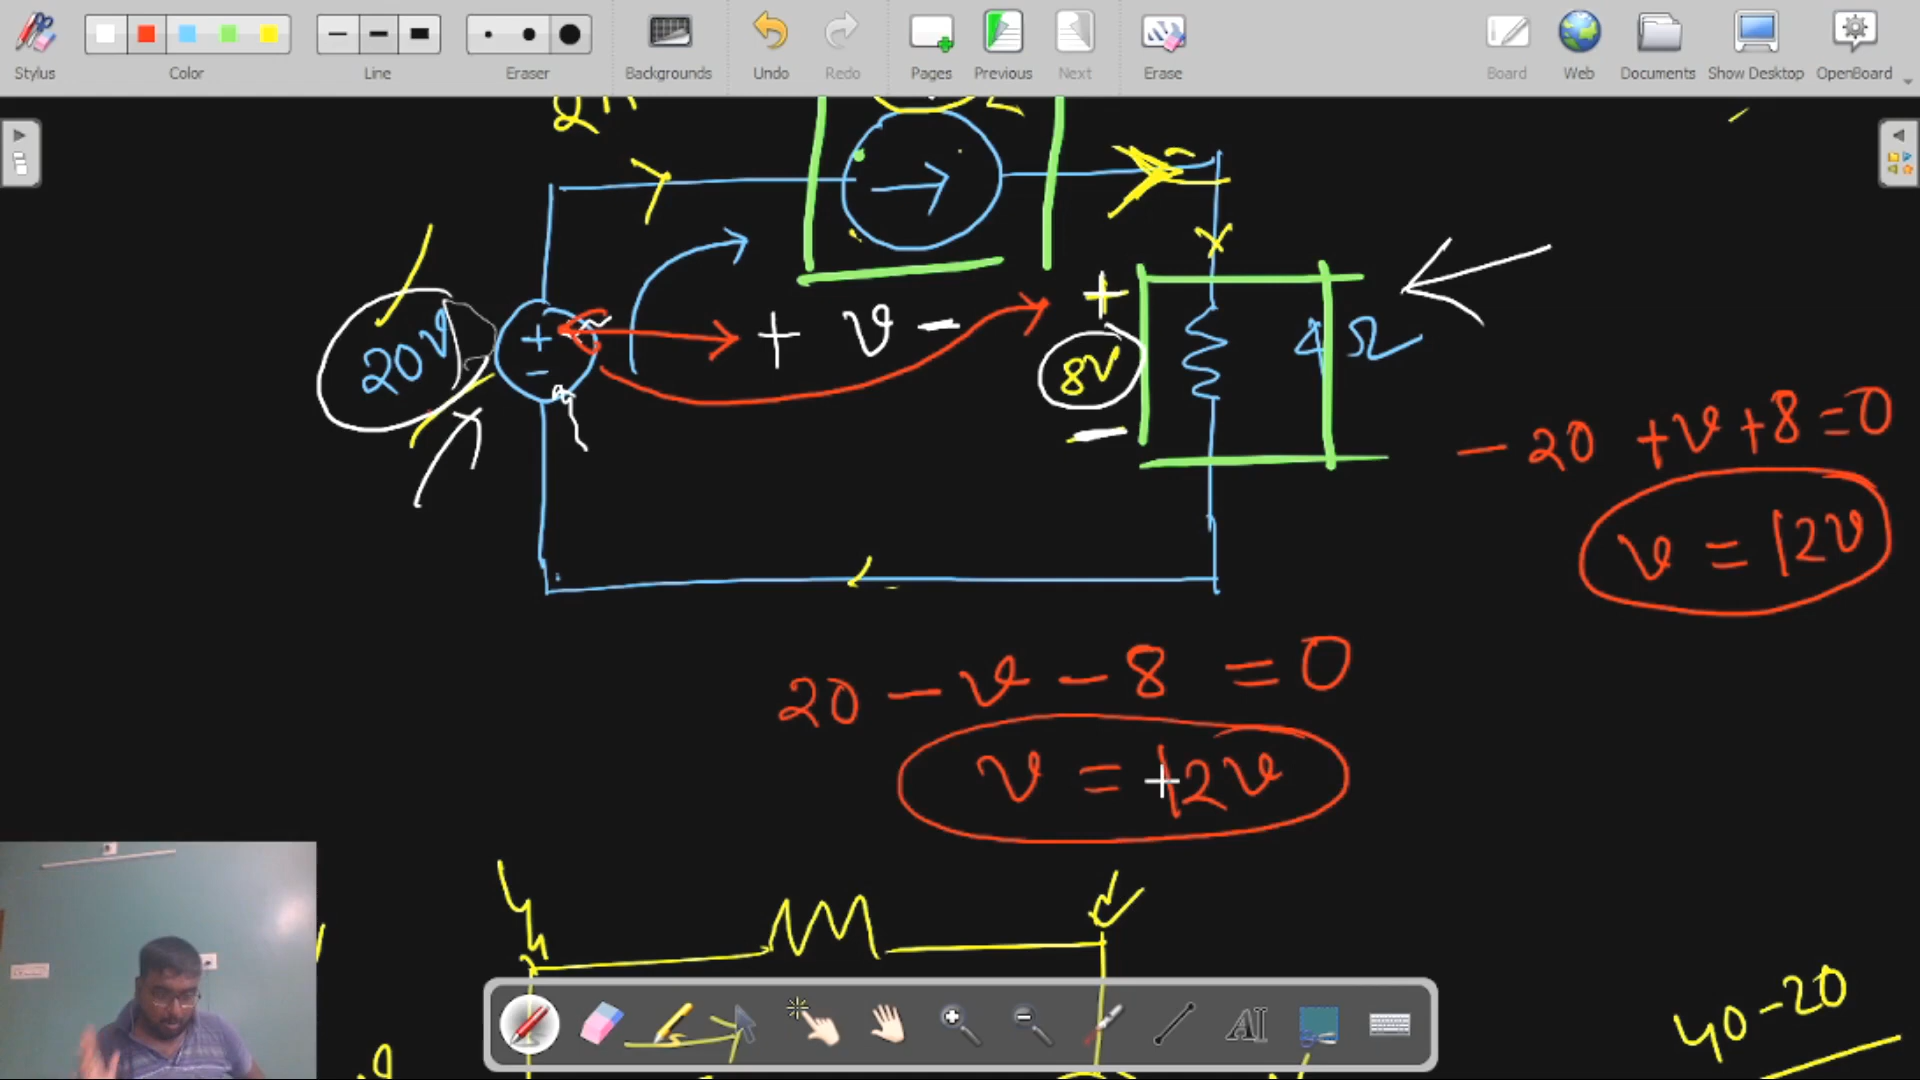 Stylus
Color
Line
Eraser
Backgrounds
Undo
Redo
Pages
Previous
Next
Erase
Board
Web
Documents
Show Desktop
OpenBoard
20V
+
-
+ v -
+
8V
-
4 Ω
- 20 + v + 8 = 0
v = 12v
20 - v - 8 = 0
v = 12v
40 - 20